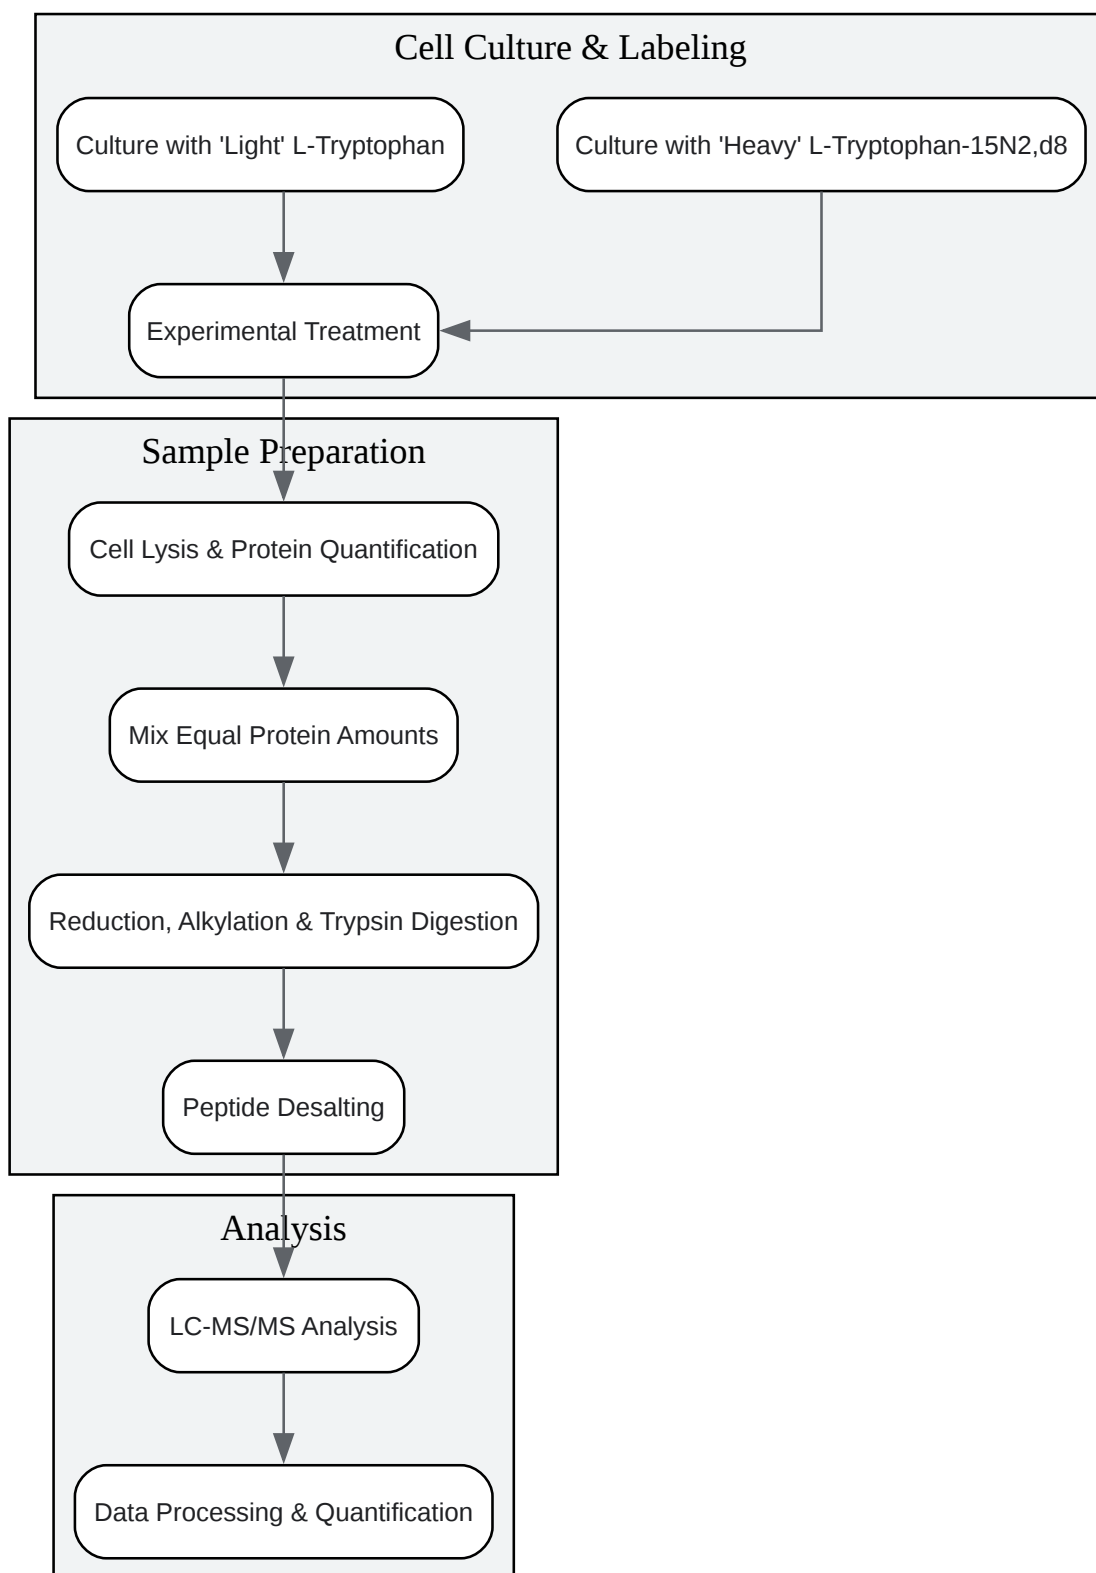 Cell Culture & Labeling
Culture with 'Light' L-Tryptophan
Culture with 'Heavy' L-Tryptophan-15N2,d8
Experimental Treatment
Sample Preparation
Cell Lysis & Protein Quantification
Mix Equal Protein Amounts
Reduction, Alkylation & Trypsin Digestion
Peptide Desalting
Analysis
LC-MS/MS Analysis
Data Processing & Quantification